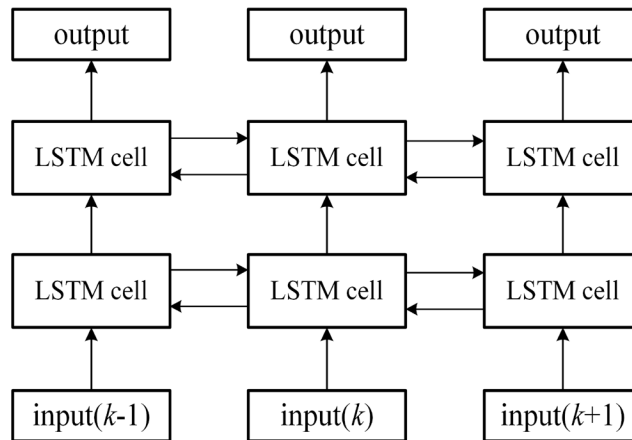 output output output
LSTM cell LSTM cell LSTM cell
LSTM cell LSTM cell LSTM cell
input(k-1) input(k) input(k+1)